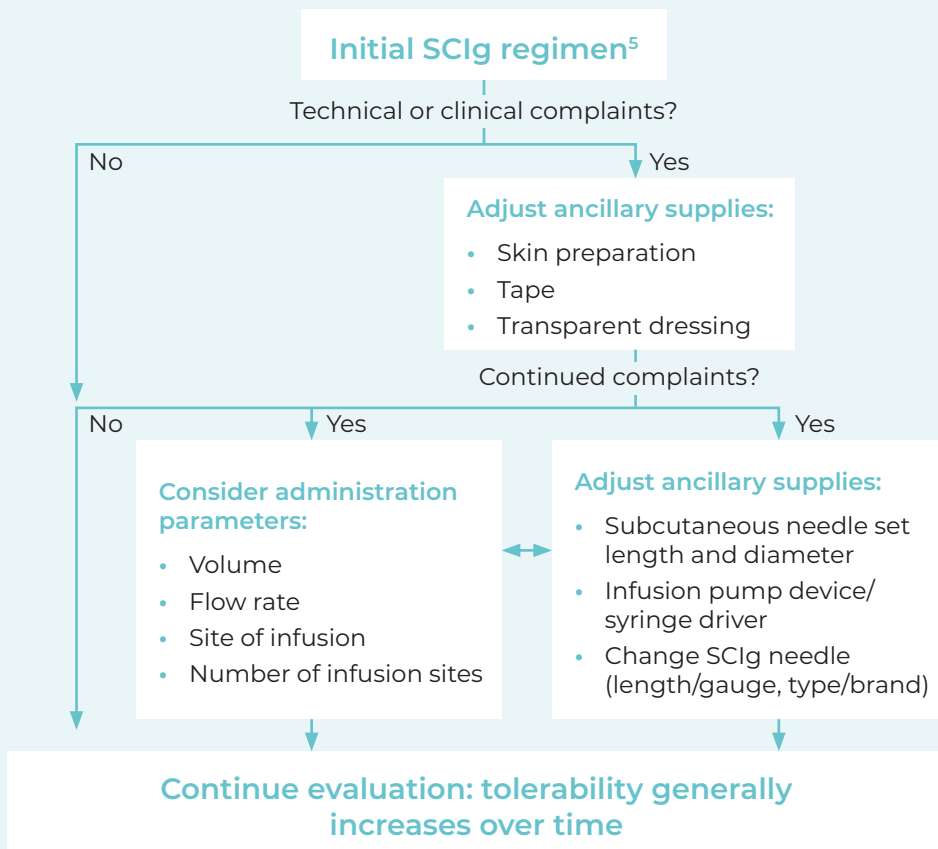 Initial SCIg regimen⁵
Technical or clinical complaints?
No
Yes
Adjust ancillary supplies:
• Skin preparation
• Tape
• Transparent dressing
Continued complaints?
No
Yes
Yes
Consider administration
parameters:
• Volume
• Flow rate
• Site of infusion
• Number of infusion sites
Adjust ancillary supplies:
• Subcutaneous needle set
length and diameter
• Infusion pump device/
syringe driver
• Change SCIg needle
(length/gauge, type/brand)
Continue evaluation: tolerability generally
increases over time